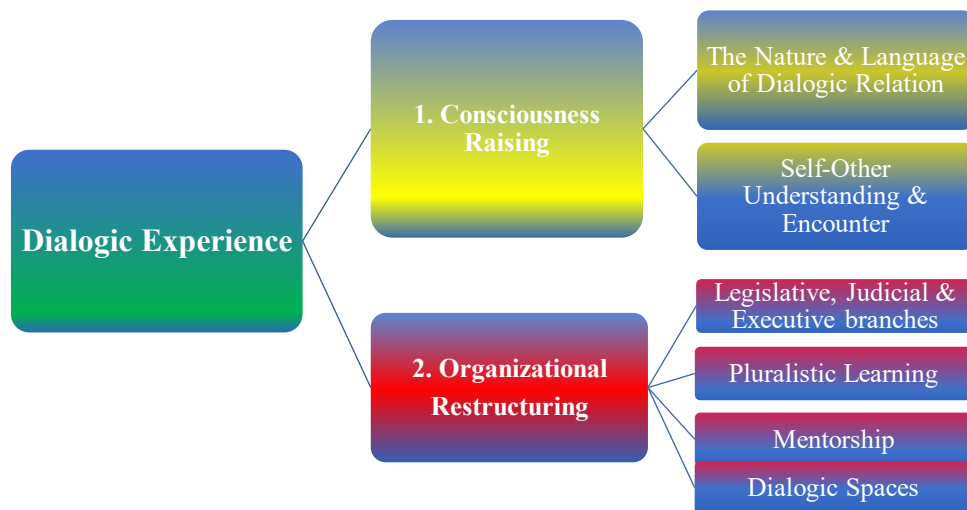 Dialogic Experience
1. Consciousness
Raising
The Nature & Language
of Dialogic Relation
Self-Other
Understanding &
Encounter
2. Organizational
Restructuring
Legislative, Judicial &
Executive branches
Pluralistic Learning
Mentorship
Dialogic Spaces